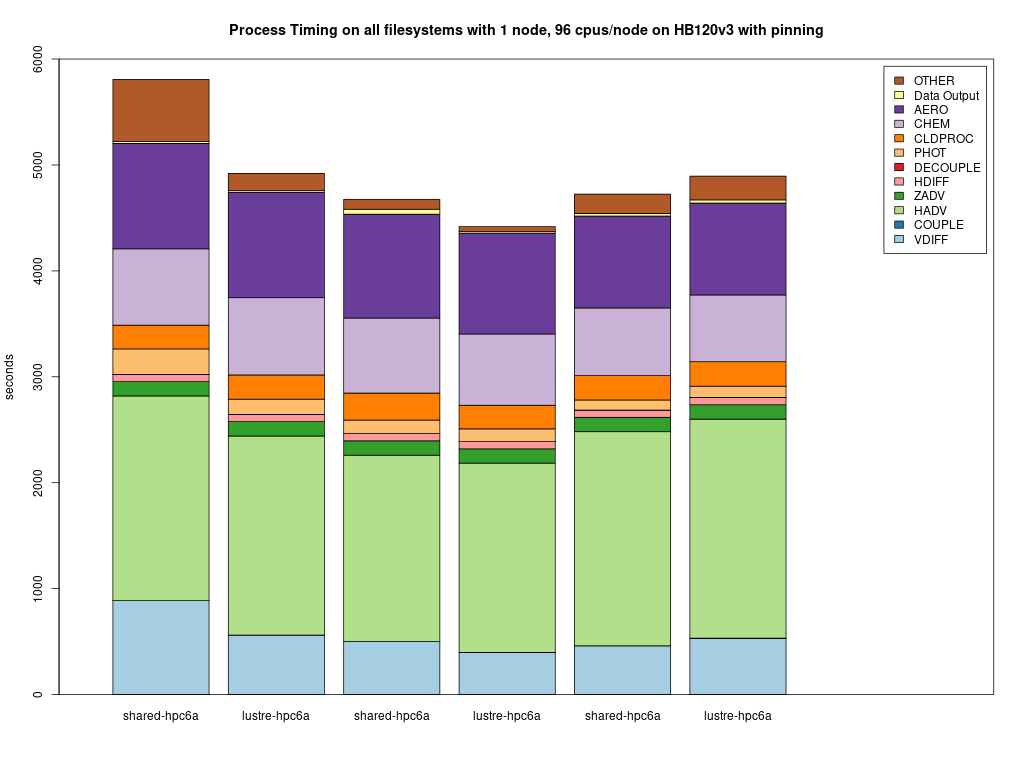 Process Timing on all filesystems with 1 node, 96 cpus/node on HB120v3 with pinning
seconds
6000
5000
4000
3000
2000
1000
0
OTHER
Data Output
AERO
CHEM
CLDPROC
PHOT
DECOUPLE
HDIFF
ZADV
HADV
COUPLE
VDIFF
shared-hpc6a lustre-hpc6a shared-hpc6a lustre-hpc6a shared-hpc6a lustre-hpc6a